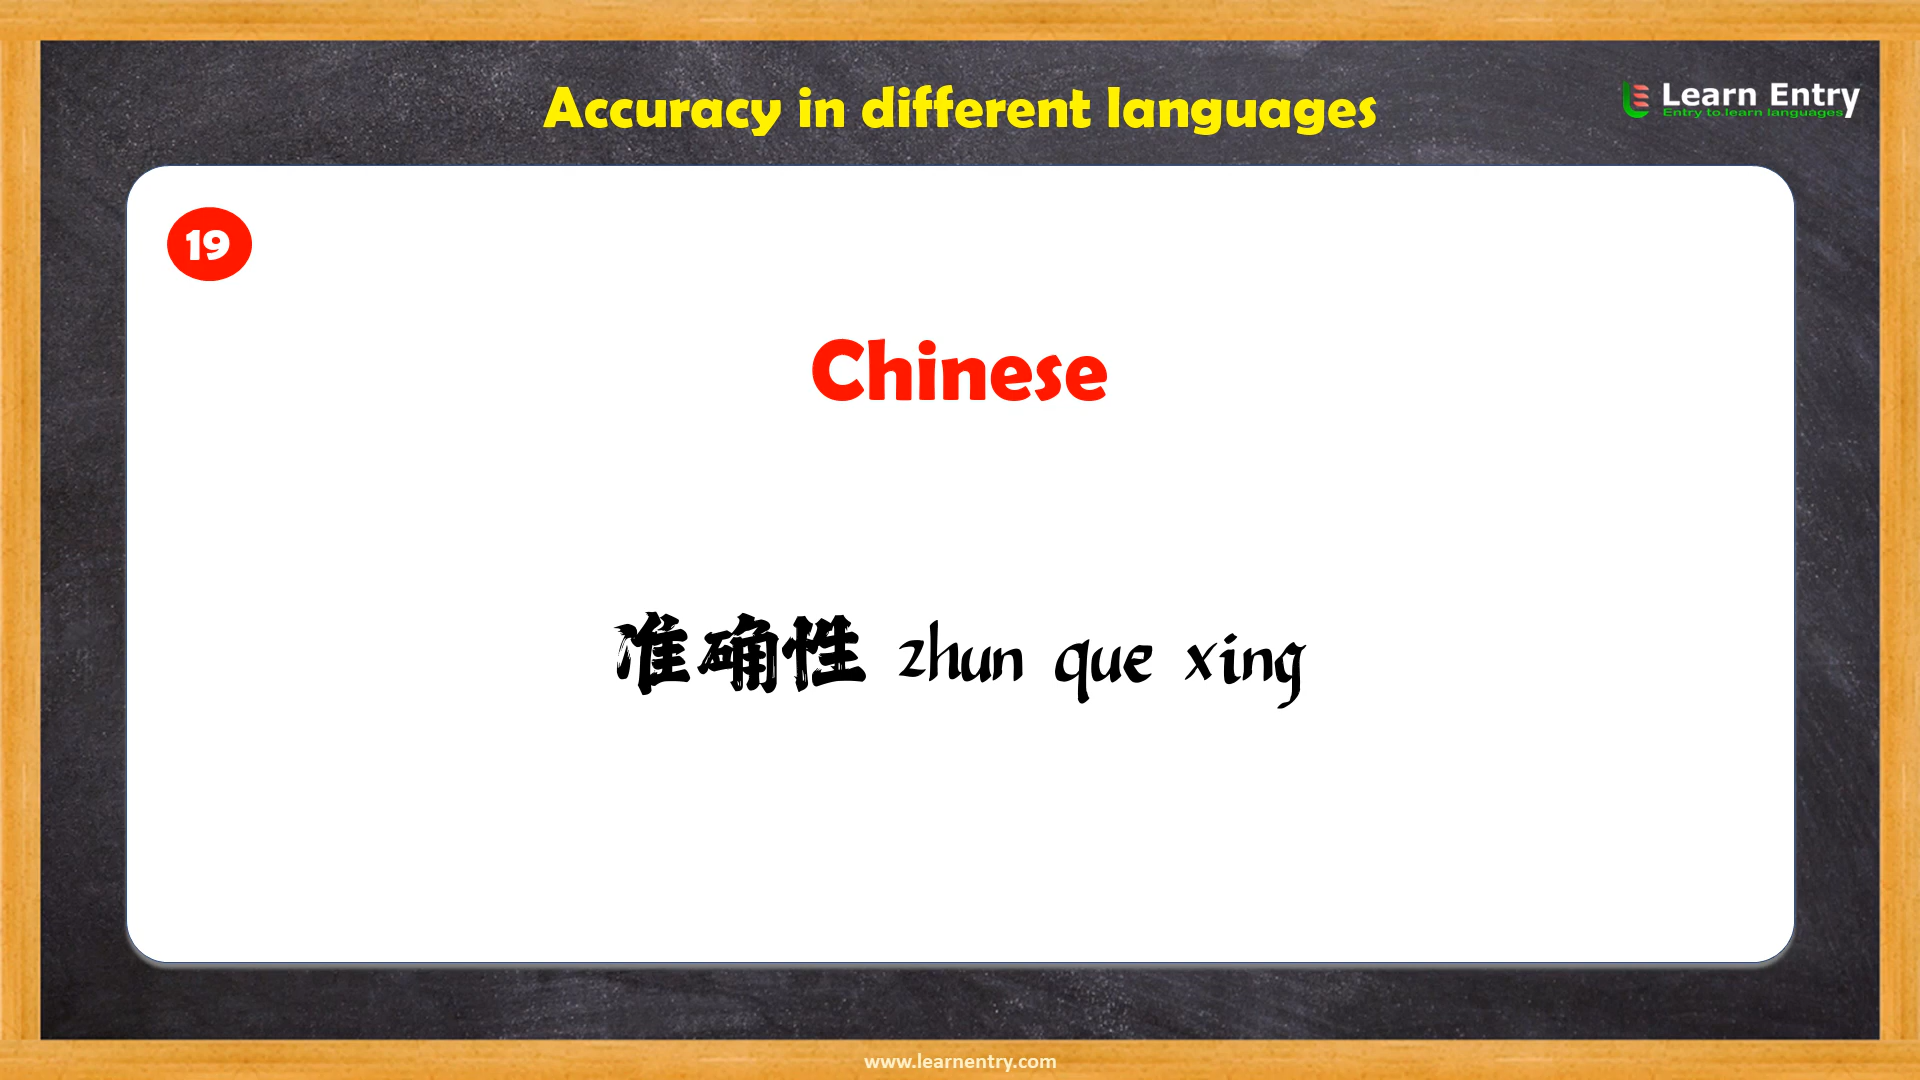 Accuracy in different languages
Learn Entry
Entry to learn languages
19
Chinese
准确性 zhun que xing
www.learnentry.com